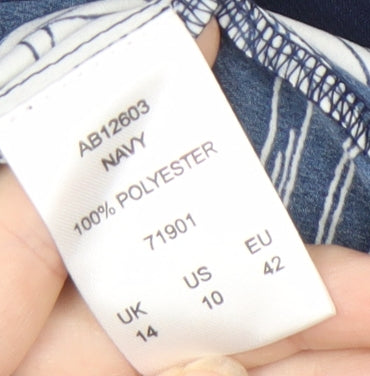 AB12603
NAVY
100% POLYESTER
71901
UK US EU
14 10 42